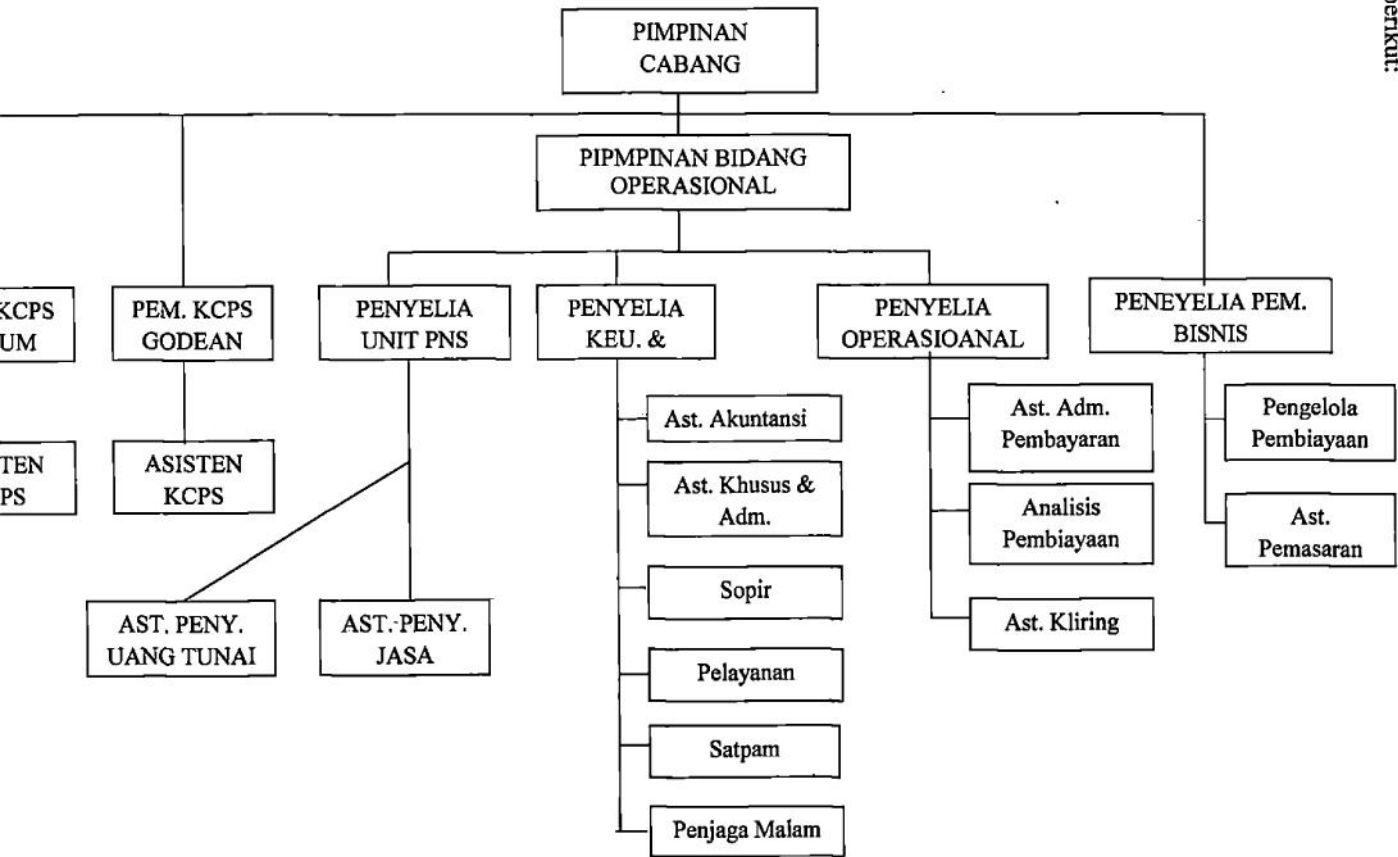 berikut:
PIMPINAN
CABANG
PIPMPINAN BIDANG
OPERASIONAL
KCPS
UM
PEM. KCPS
GODEAN
PENYELIA
UNIT PNS
PENYELIA
KEU. &
PENYELIA
OPERASIOANAL
PENEYELIA PEM.
BISNIS
TEN
PS
ASISTEN
KCPS
Ast. Akuntansi
Ast. Khusus &
Adm.
Sopir
Pelayanan
Satpam
Penjaga Malam
Ast. Adm.
Pembayaran
Analisis
Pembiayaan
Ast. Kliring
Pengelola
Pembiayaan
Ast.
Pemasaran
AST. PENY.
UANG TUNAI
AST.-PENY.
JASA